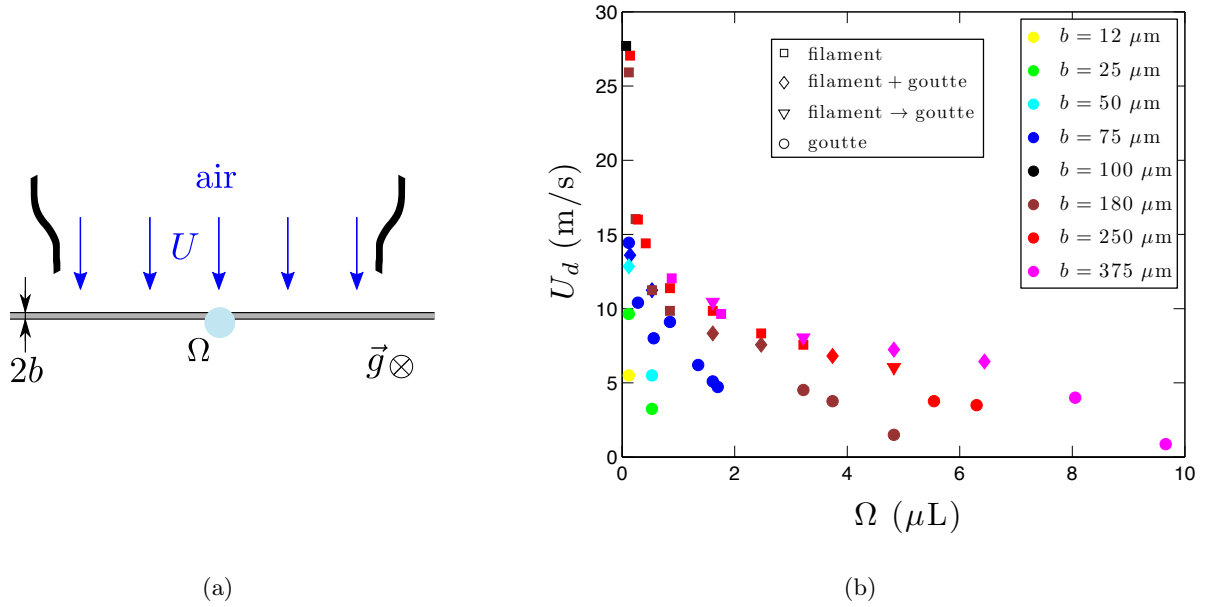 air
U
2b
Ω
g⃗ ⊗
(a)
30
25
20
15
10
5
0
U_d (m/s)
0 2 4 6 8 10
Ω (μL)
filament
filament + goutte
filament → goutte
goutte
b = 12 μm
b = 25 μm
b = 50 μm
b = 75 μm
b = 100 μm
b = 180 μm
b = 250 μm
b = 375 μm
(b)